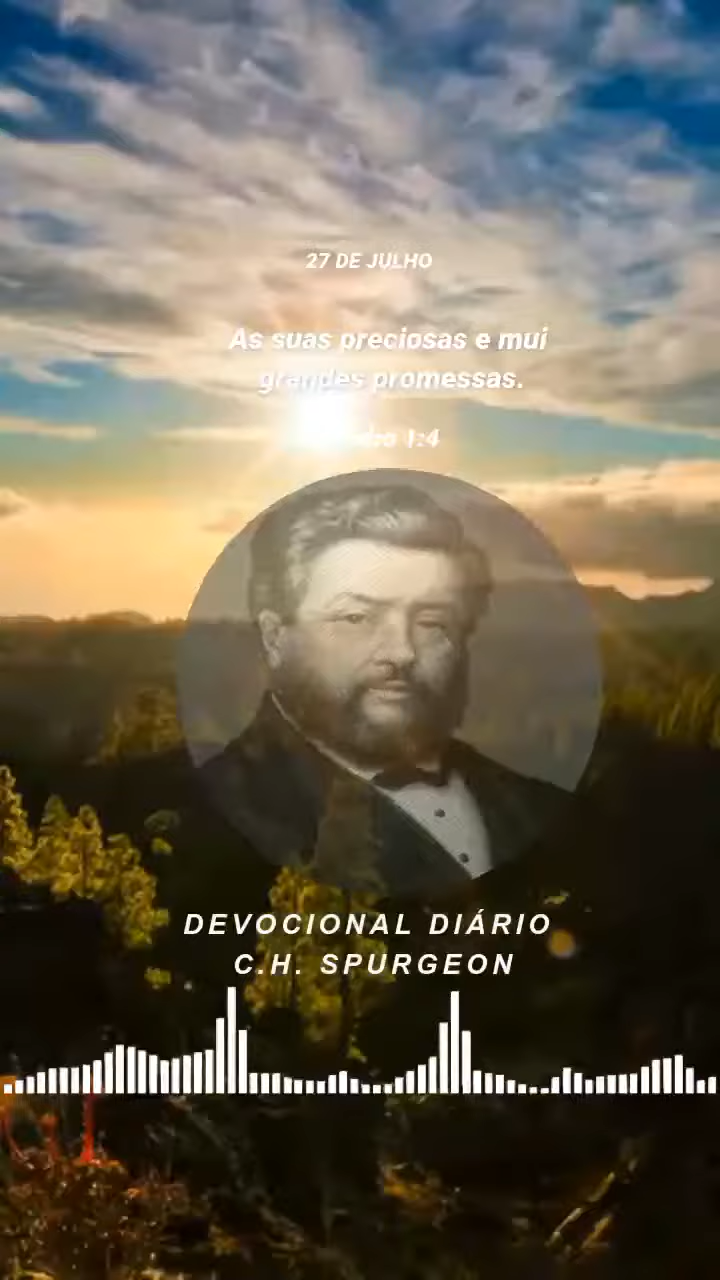 27 DE JULHO
As suas preciosas e mui
grandes promessas.
1:4
DEVOCIONAL DIÁRIO
C.H. SPURGEON